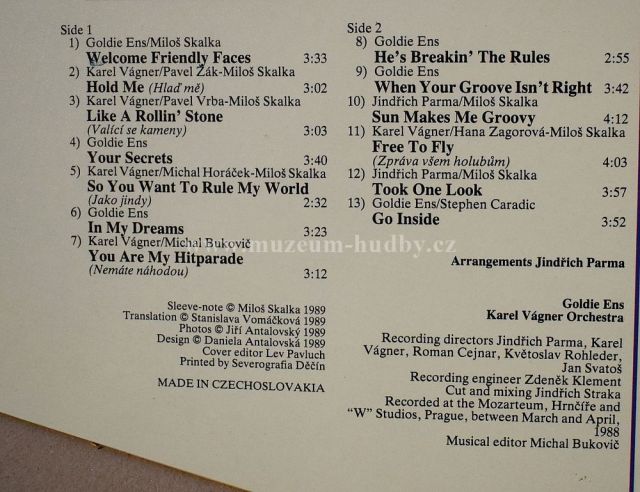 Side 1
1) Goldie Ens/Miloš Skalka
Welcome Friendly Faces 3:33
2) Karel Vágner/Pavel Žák-Miloš Skalka
Hold Me (Hlaď mě) 3:02
3) Karel Vágner/Pavel Vrba-Miloš Skalka
Like A Rollin' Stone
(Valící se kameny) 3:03
4) Goldie Ens
Your Secrets 3:40
5) Karel Vágner/Michal Horáček-Miloš Skalka
So You Want To Rule My World
(Jako jindy) 2:32
6) Goldie Ens
In My Dreams 3:23
7) Karel Vágner/Michal Bukovič
You Are My Hitparade
(Nemáte náhodou) 3:12
Sleeve-note © Miloš Skalka 1989
Translation © Stanislava Vomáčková 1989
Photos © Jiří Antalovský 1989
Design © Daniela Antalovská 1989
Cover editor Lev Pavluch
Printed by Severografia Děčín
MADE IN CZECHOSLOVAKIA
Side 2
8) Goldie Ens
He's Breakin' The Rules 2:55
9) Goldie Ens
When Your Groove Isn't Right 3:42
10) Jindřich Parma/Miloš Skalka
Sun Makes Me Groovy 4:12
11) Karel Vágner/Hana Zagorová-Miloš Skalka
Free To Fly
(Zpráva všem holubům) 4:03
12) Jindřich Parma/Miloš Skalka
Took One Look 3:57
13) Goldie Ens/Stephen Caradic
Go Inside 3:52
Arrangements Jindřich Parma
Goldie Ens
Karel Vágner Orchestra
Recording directors Jindřich Parma, Karel
Vágner, Roman Cejnar, Květoslav Rohleder,
Jan Svatoš
Recording engineer Zdeněk Klement
Cut and mixing Jindřich Straka
Recorded at the Mozarteum, Hrnčíře and
"W" Studios, Prague, between March and April,
1988
Musical editor Michal Bukovič
www.muzeum-hudby.cz